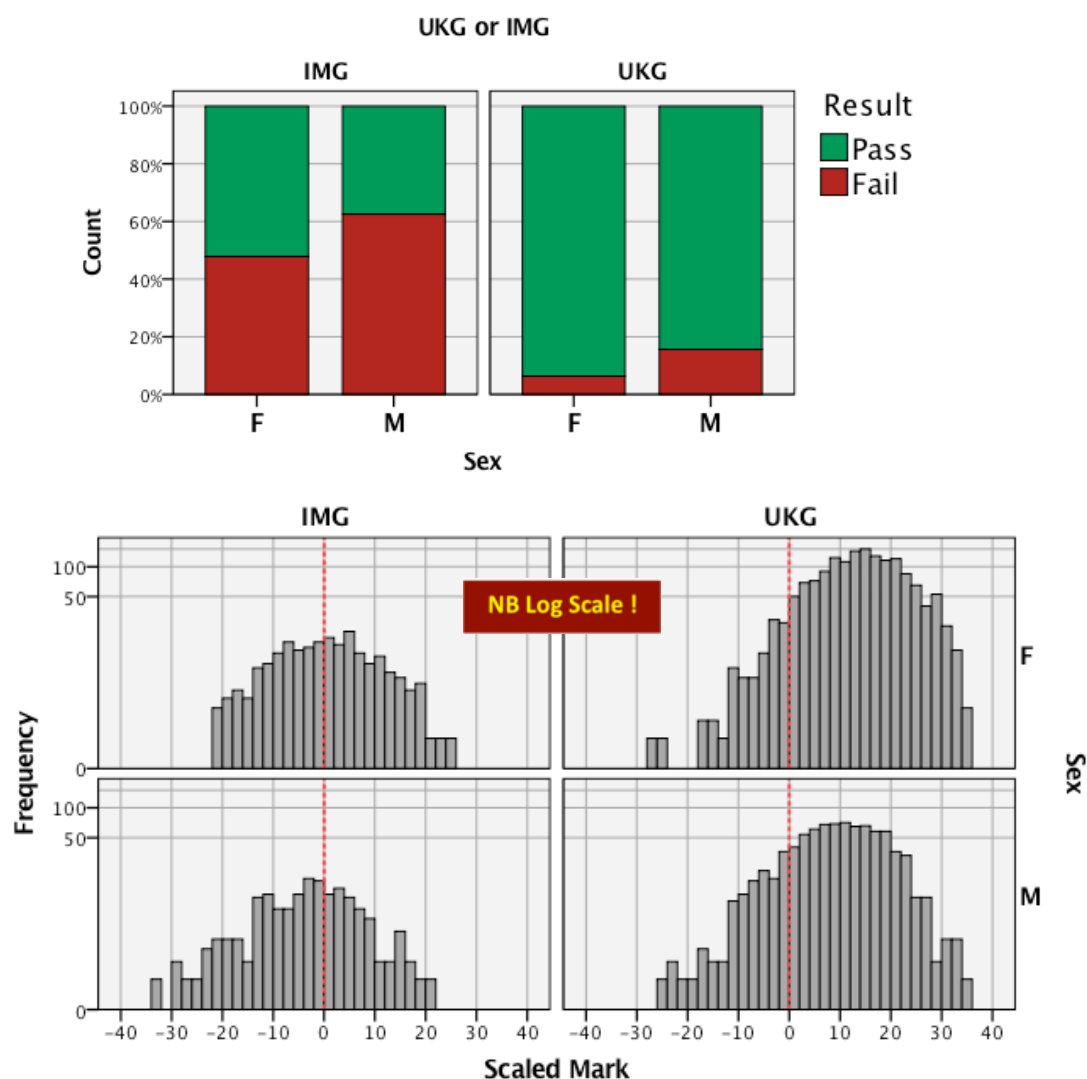 UKG or IMG
IMG UKG
Result
Pass
Fail
100%
80%
60%
40%
20%
0%
Count
F M F M
Sex
IMG UKG
NB Log Scale !
100
50
0
F
100
50
0
M
Frequency
Sex
−40 −30 −20 −10 0 10 20 30 40 −40 −30 −20 −10 0 10 20 30 40
Scaled Mark